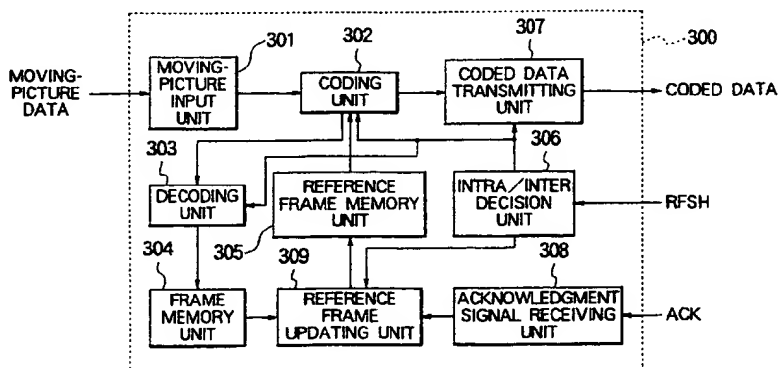 301
302
307
300
MOVING-
PICTURE
DATA
MOVING-
PICTURE
INPUT
UNIT
CODING
UNIT
CODED DATA
TRANSMITTING
UNIT
CODED DATA
303
306
DECODING
UNIT
REFERENCE
FRAME MEMORY
UNIT
INTRA/INTER
DECISION
UNIT
RFSH
304
305
309
308
FRAME
MEMORY
UNIT
REFERENCE
FRAME
UPDATING UNIT
ACKNOWLEDGMENT
SIGNAL RECEIVING
UNIT
ACK